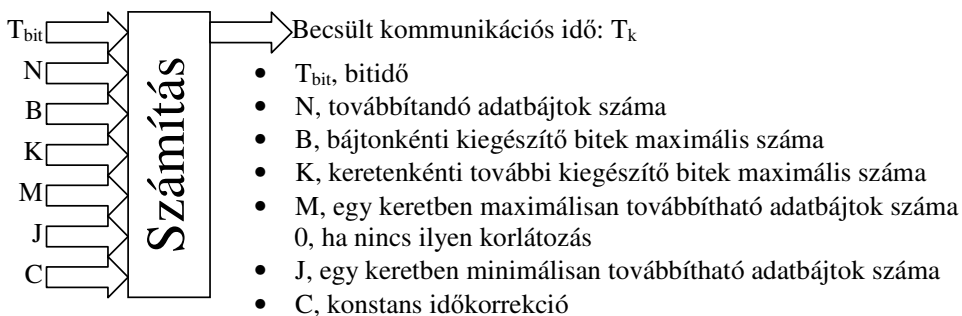 T_bit
N
B
K
M
J
C
Számítás
Becsült kommunikációs idő: T_k
• T_bit, bitidő
• N, továbbítandó adatbájtok száma
• B, bájtonkénti kiegészítő bitek maximális száma
• K, keretenkénti további kiegészítő bitek maximális száma
• M, egy keretben maximálisan továbbítható adatbájtok száma
0, ha nincs ilyen korlátozás
• J, egy keretben minimálisan továbbítható adatbájtok száma
• C, konstans időkorrekció